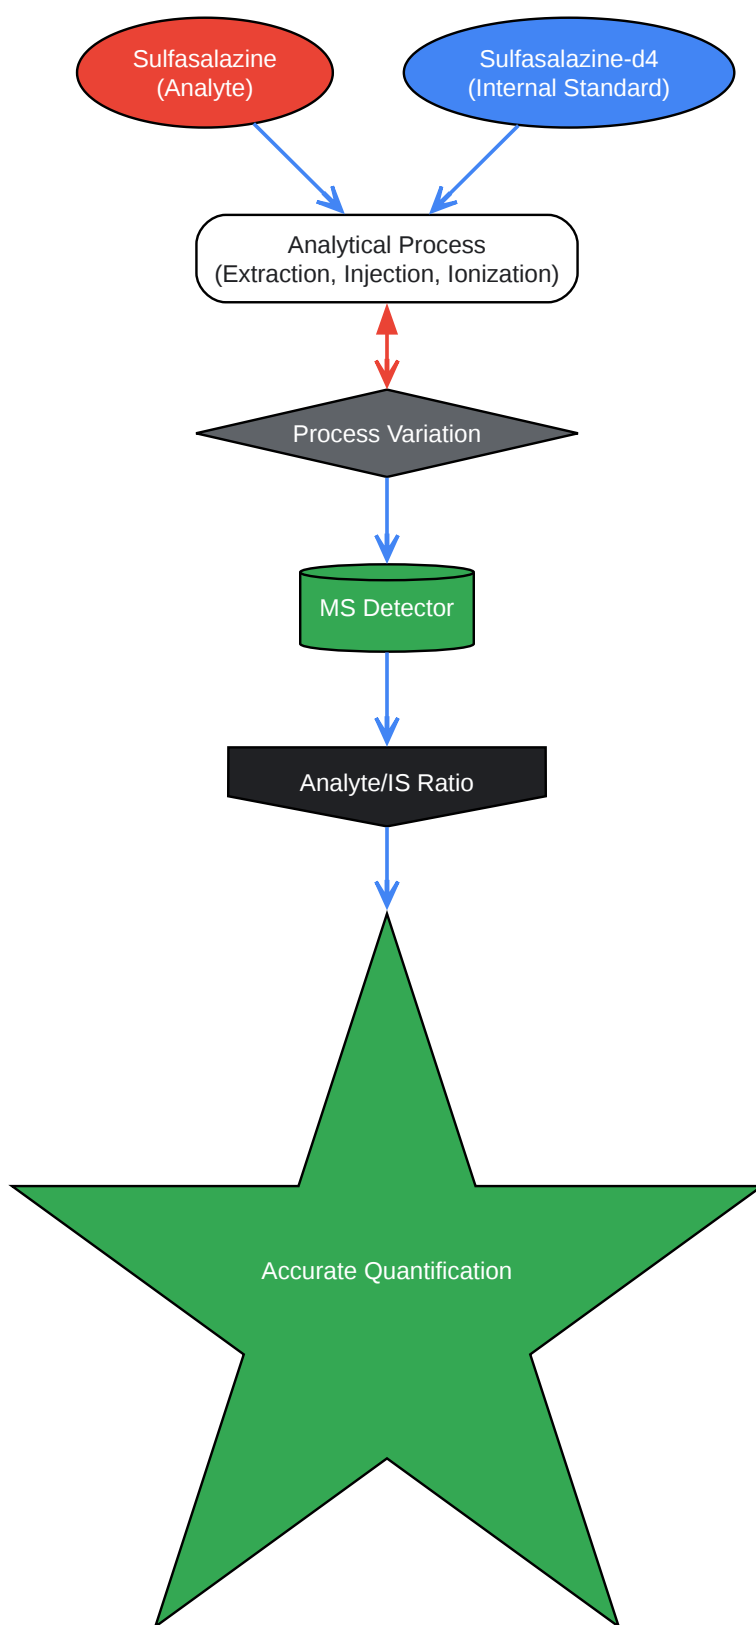 Sulfasalazine
(Analyte)
Sulfasalazine-d4
(Internal Standard)
Analytical Process
(Extraction, Injection, Ionization)
Process Variation
MS Detector
Analyte/IS Ratio
Accurate Quantification